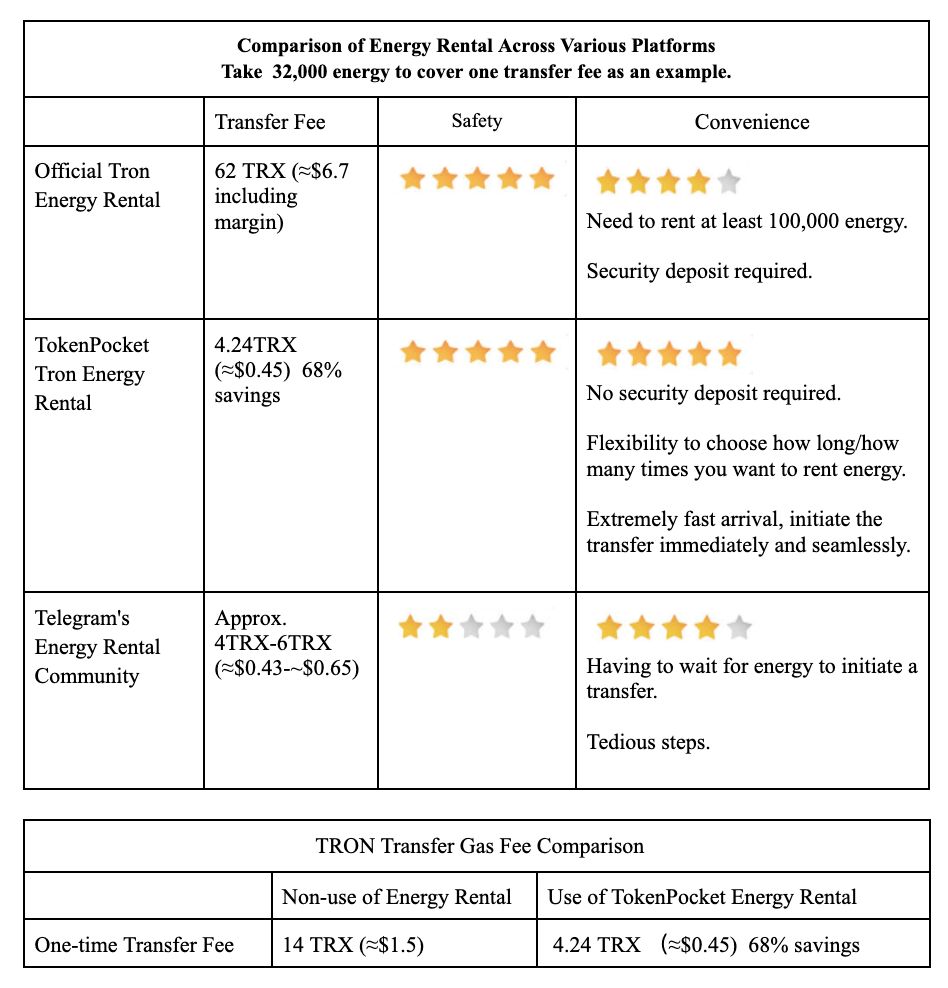 Comparison of Energy Rental Across Various Platforms
Take 32,000 energy to cover one transfer fee as an example.
Transfer Fee
Safety
Convenience
Official Tron
Energy Rental
62 TRX (≈$6.7
including
margin)
Need to rent at least 100,000 energy.
Security deposit required.
TokenPocket
Tron Energy
Rental
4.24TRX
(≈$0.45) 68%
savings
No security deposit required.
Flexibility to choose how long/how
many times you want to rent energy.
Extremely fast arrival, initiate the
transfer immediately and seamlessly.
Telegram's
Energy Rental
Community
Approx.
4TRX-6TRX
(≈$0.43-~$0.65)
Having to wait for energy to initiate a
transfer.
Tedious steps.
TRON Transfer Gas Fee Comparison
Non-use of Energy Rental
Use of TokenPocket Energy Rental
One-time Transfer Fee
14 TRX (≈$1.5)
4.24 TRX （≈$0.45) 68% savings